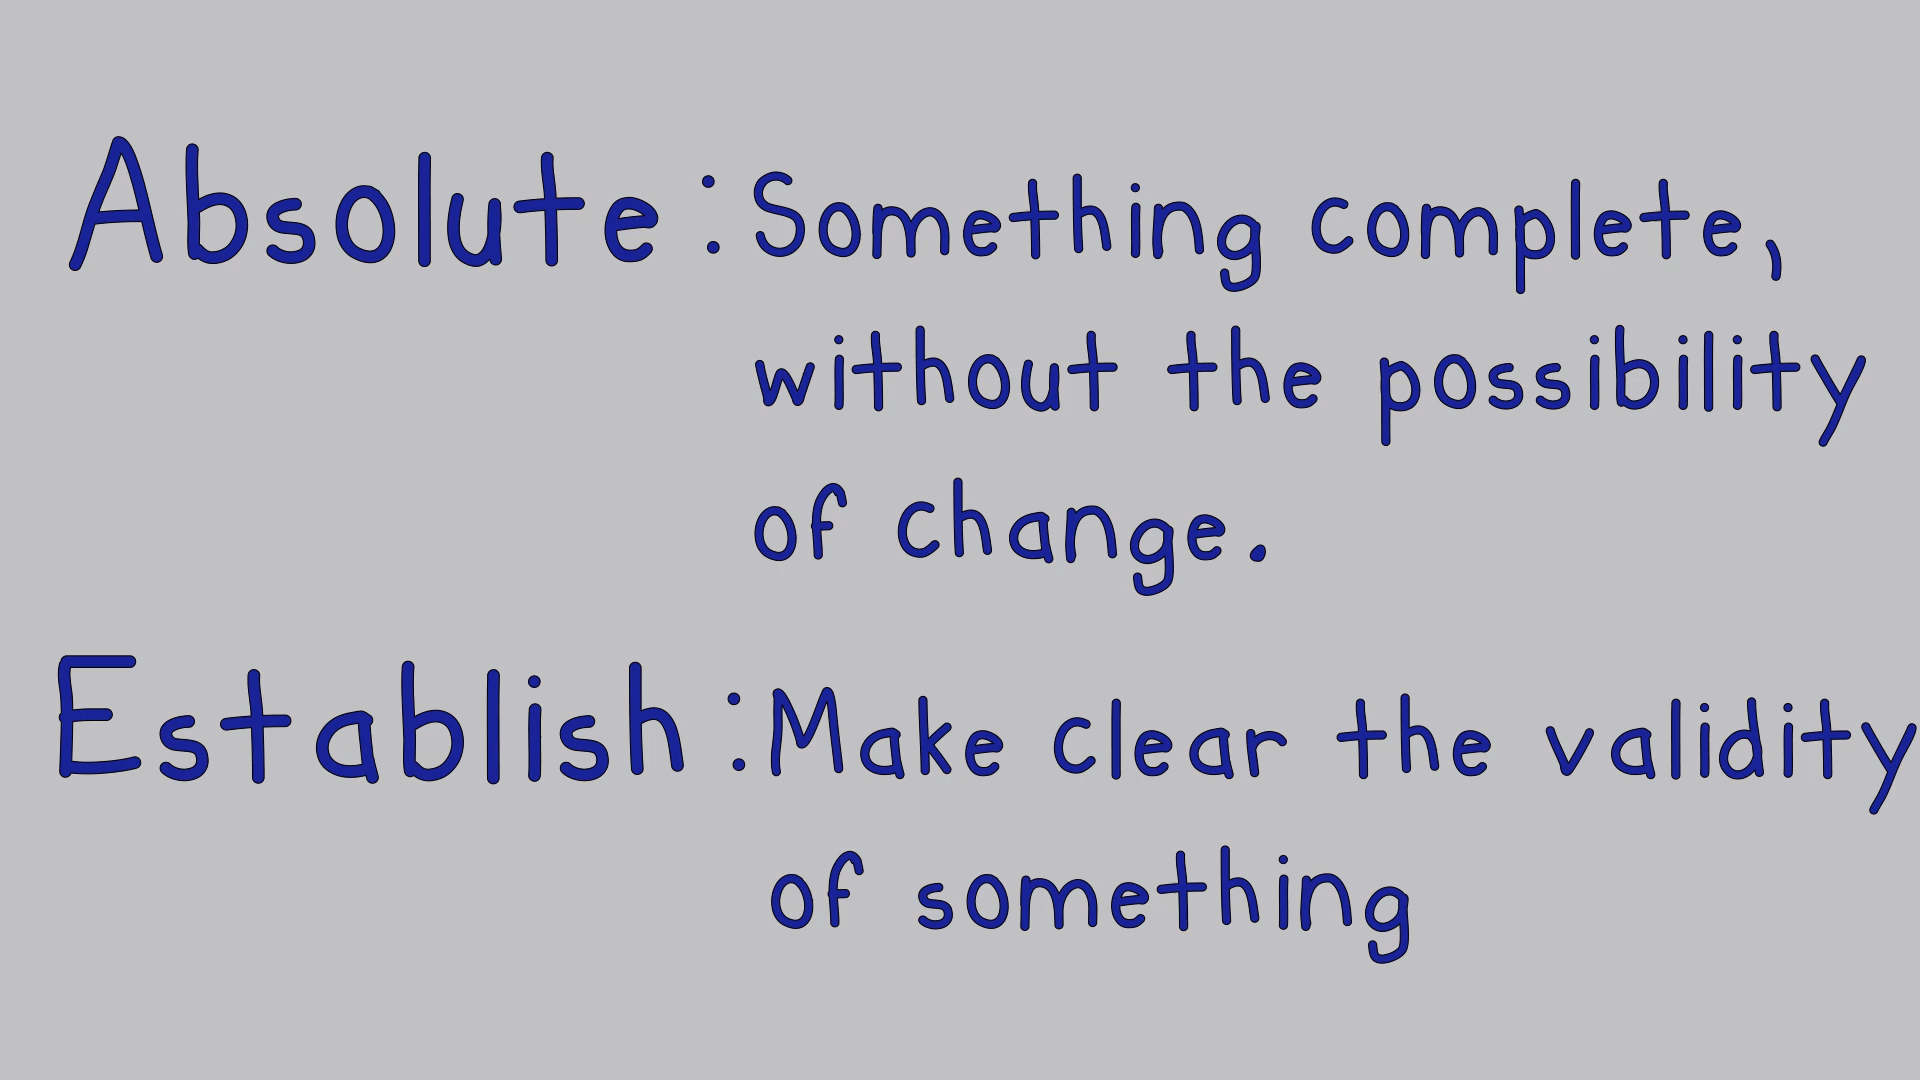 Absolute : Something complete,
without the possibility
of change.
Establish : Make clear the validity
of something